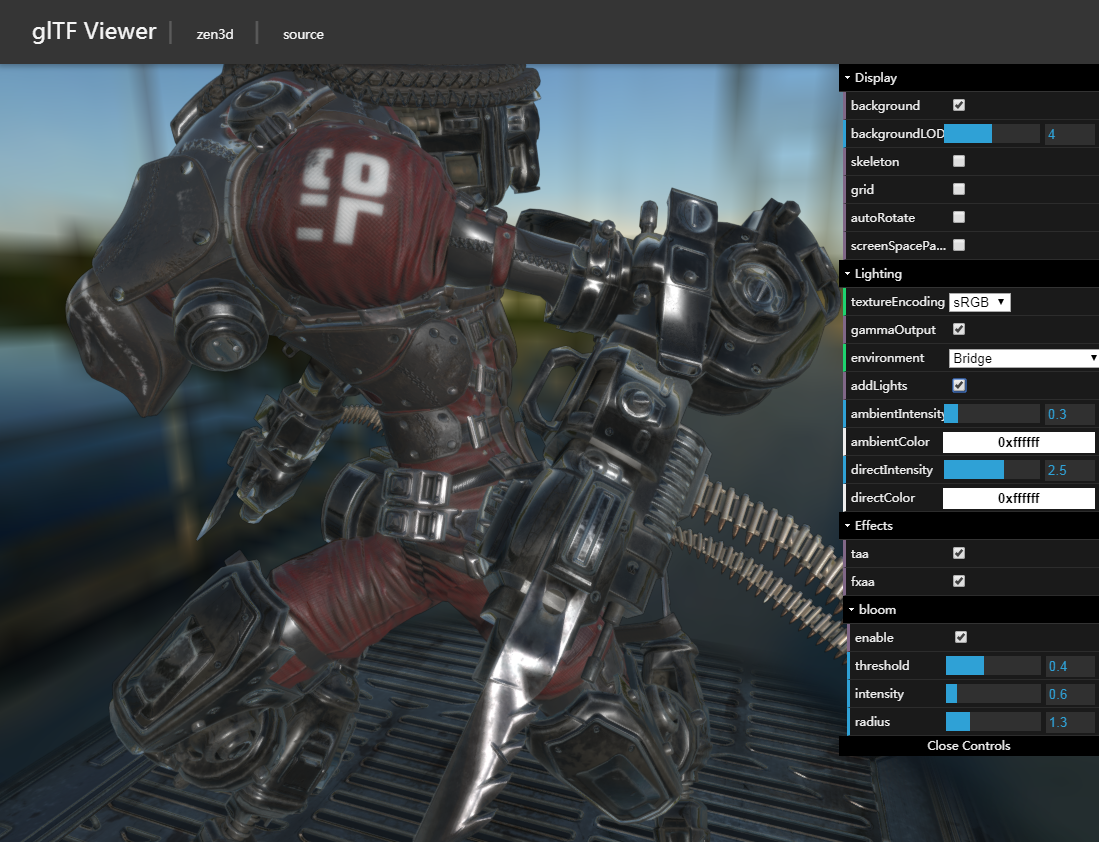 glTF Viewer
zen3d
source
Display
background
backgroundLOD
4
skeleton
grid
autoRotate
screenSpacePa...
Lighting
textureEncoding
sRGB
gammaOutput
environment
Bridge
addLights
ambientIntensity
0.3
ambientColor
0xffffff
directIntensity
2.5
directColor
0xffffff
Effects
taa
fxaa
bloom
enable
threshold
0.4
intensity
0.6
radius
1.3
Close Controls